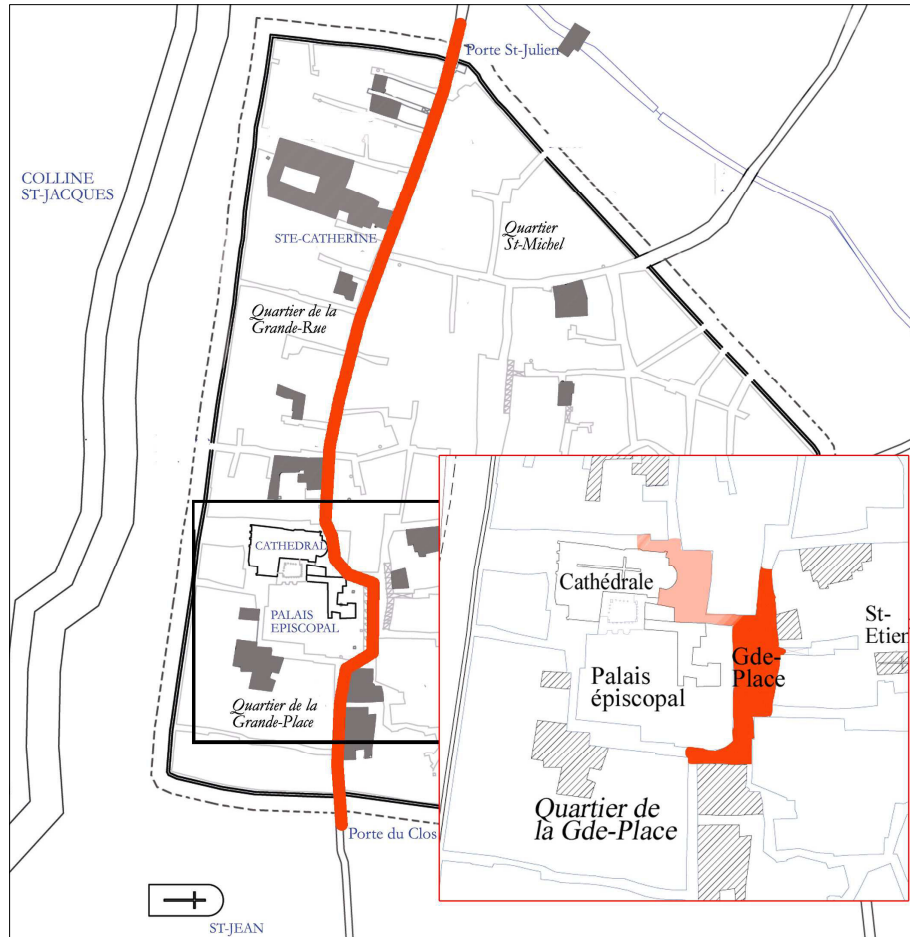 Porte St-Julien
COLLINE
ST-JACQUES
Quartier
St-Michel
STE-CATHERINE
Quartier de la
Grande-Rue
CATHEDRAL
PALAIS
EPISCOPAL
Quartier de la
Grande-Place
Porte du Clos
ST-JEAN
Cathédrale
St-
Etien
Gde-
Place
Palais
épiscopal
Quartier de
la Gde-Place